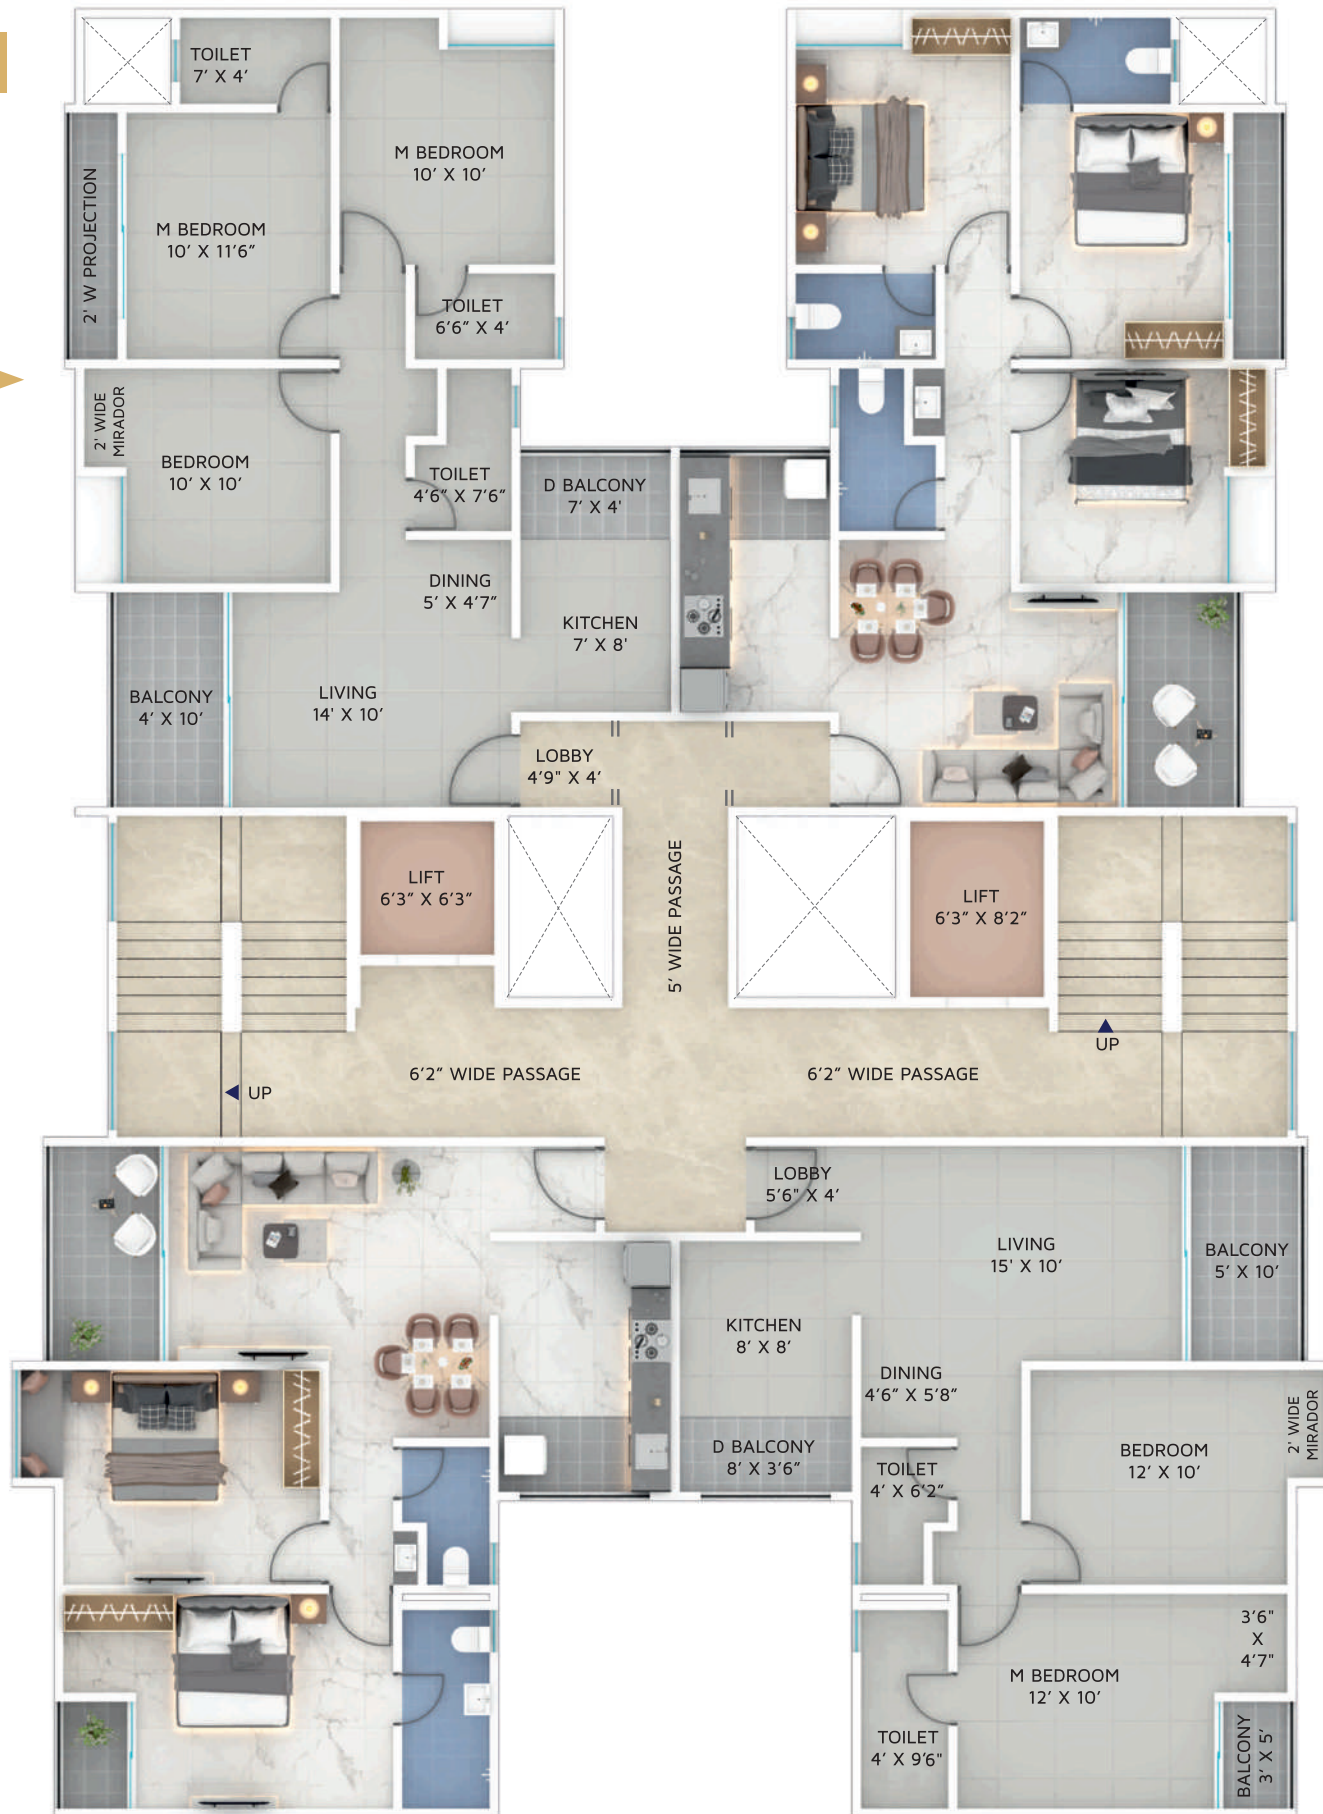 TOILET
7’ X 4’
M BEDROOM
10’ X 10’
2’ W PROJECTION
M BEDROOM
10’ X 11’6”
TOILET
6’6” X 4’
2’ WIDE
MIRADOR
BEDROOM
10’ X 10’
TOILET
4’6” X 7’6”
D BALCONY
7’ X 4'
DINING
5’ X 4’7”
KITCHEN
7’ X 8'
BALCONY
4’ X 10’
LIVING
14' X 10’
LOBBY
4’9" X 4’
5’ WIDE PASSAGE
LIFT
6’3” X 6’3”
LIFT
6’3” X 8’2”
6’2” WIDE PASSAGE
6’2” WIDE PASSAGE
UP
UP
LOBBY
5’6" X 4’
LIVING
15' X 10’
BALCONY
5’ X 10’
KITCHEN
8’ X 8’
DINING
4’6” X 5’8”
2’ WIDE
MIRADOR
D BALCONY
8’ X 3’6”
BEDROOM
12’ X 10’
TOILET
4’ X 6’2”
3’6"
X
4’7"
M BEDROOM
12’ X 10’
TOILET
4’ X 9’6"
BALCONY
3’ X 5’